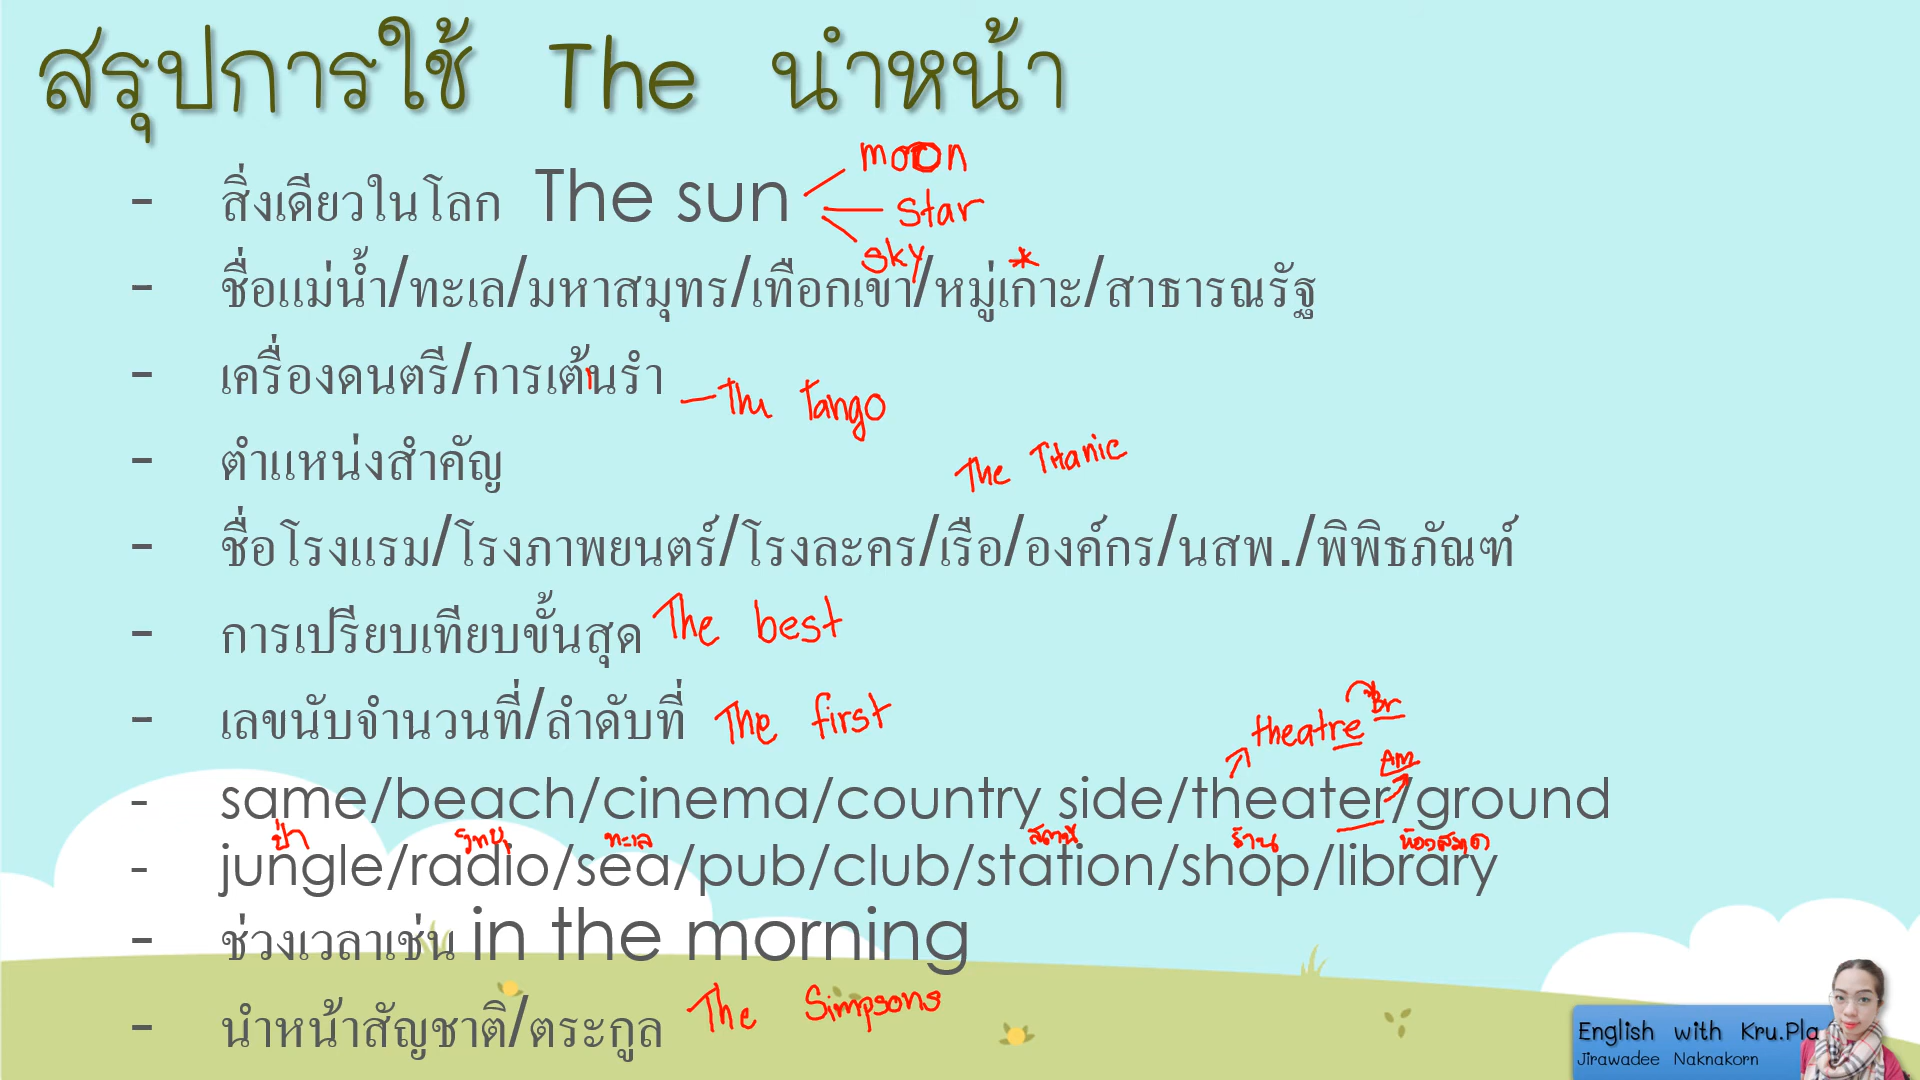 สรุปการใช้ The นำหน้า
moon
- สิ่งเดียวในโลก The sun
star
sky
*
- ชื่อแม่น้ำ/ทะเล/มหาสมุทร/เทือกเขา/หมู่เกาะ/สาธารณรัฐ
- เครื่องดนตรี/การเต้นรำ
- The Tango
- ตำแหน่งสำคัญ
The Titanic
- ชื่อโรงแรม/โรงภาพยนตร์/โรงละคร/เรือ/องค์กร/นสพ./พิพิธภัณฑ์
- การเปรียบเทียบขั้นสุด The best
- เลขนับจำนวนที่/ลำดับที่ The first
theatre Br
AM
- same/beach/cinema/country side/theater/ground
ป่า วิทยุ ทะเล สถานี ร้าน ห้องสมุด
- jungle/radio/sea/pub/club/station/shop/library
- ช่วงเวลาเช่น in the morning
- นำหน้าสัญชาติ/ตระกูล The Simpsons
English with Kru.Pla
Jirawadee Naknakorn